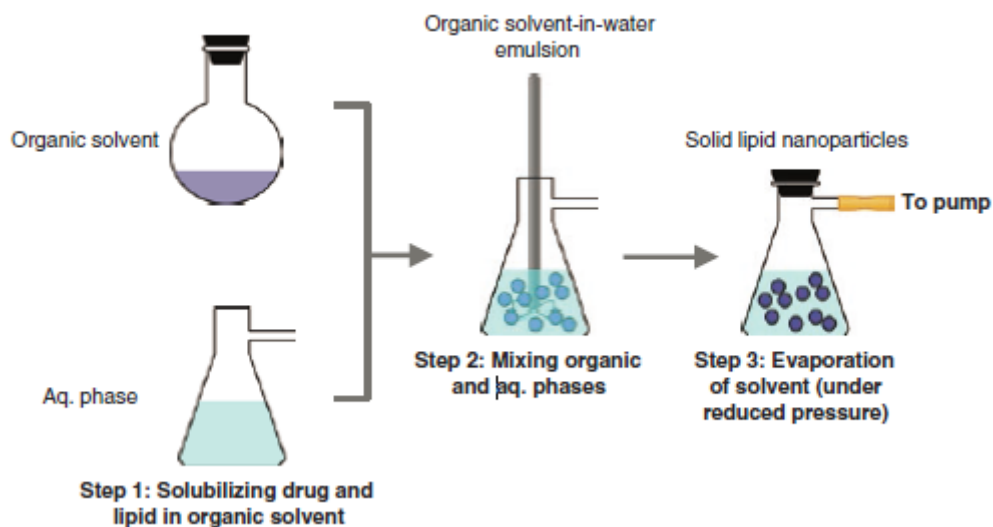 Organic solvent-in-water
emulsion
Organic solvent
Solid lipid nanoparticles
To pump
Aq. phase
Step 2: Mixing organic
and aq. phases
Step 3: Evaporation
of solvent (under
reduced pressure)
Step 1: Solubilizing drug and
lipid in organic solvent